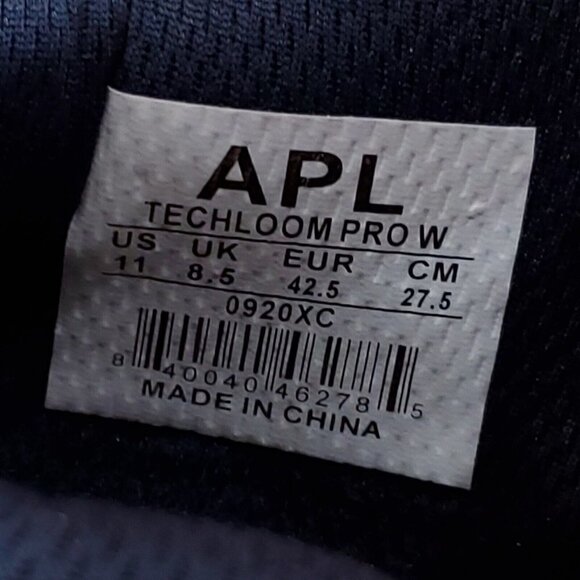 APL
TECHLOOM PRO W
US UK EUR CM
11 8.5 42.5 27.5
0920XC
8 40040 46278 5
MADE IN CHINA